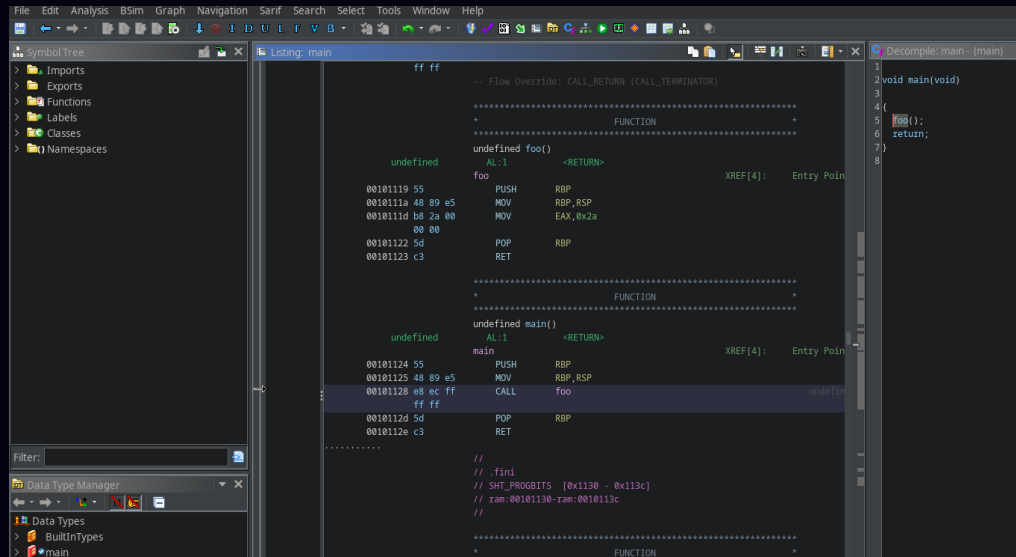 File Edit Analysis BSim Graph Navigation Sarif Search Select Tools Window Help
I D U L F V B
Symbol Tree
Imports
Exports
Functions
Labels
Classes
Namespaces
Filter:
Data Type Manager
Data Types
BuiltInTypes
main
Listing: main
ff ff
-- Flow Override: CALL_RETURN (CALL_TERMINATOR)
**************************************************************
* FUNCTION *
**************************************************************
undefined foo()
undefined AL:1 <RETURN>
foo XREF[4]: Entry Poin
00101119 55 PUSH RBP
0010111a 48 89 e5 MOV RBP,RSP
0010111d b8 2a 00 MOV EAX,0x2a
00 00
00101122 5d POP RBP
00101123 c3 RET
**************************************************************
* FUNCTION *
**************************************************************
undefined main()
undefined AL:1 <RETURN>
main XREF[4]: Entry Poin
00101124 55 PUSH RBP
00101125 48 89 e5 MOV RBP,RSP
00101128 e8 ec ff CALL foo undefin
ff ff
0010112d 5d POP RBP
0010112e c3 RET
...........
//
// .fini
// SHT_PROGBITS [0x1130 - 0x113c]
// ram:00101130-ram:0010113c
//
**************************************************************
* FUNCTION *
Decompile: main - (main)
1
2 void main(void)
3
4 {
5 foo();
6 return;
7 }
8